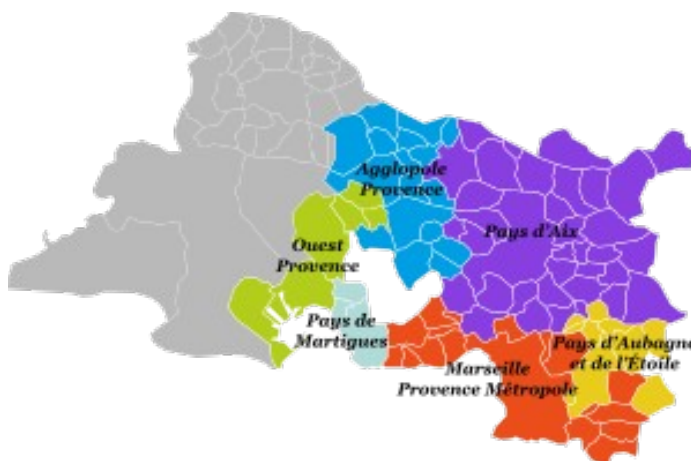 Agglopole
Provence
Pays d'Aix
Ouest
Provence
Pays de
Martigues
Pays d'Aubagne
et de l'Étoile
Marseille
Provence Métropole